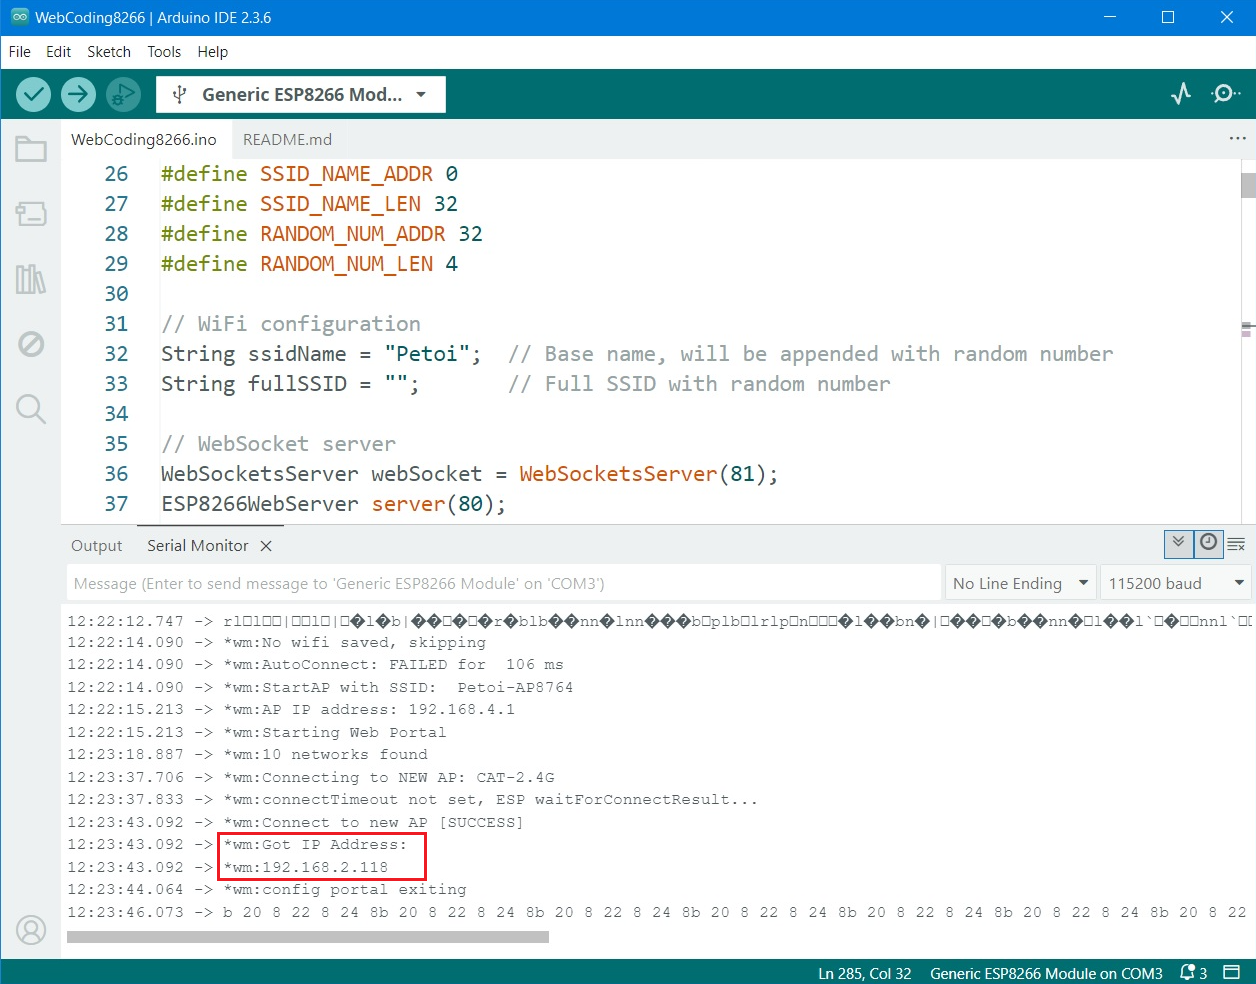 WebCoding8266 | Arduino IDE 2.3.6
File Edit Sketch Tools Help
Generic ESP8266 Mod...
WebCoding8266.ino README.md
26 #define SSID_NAME_ADDR 0
27 #define SSID_NAME_LEN 32
28 #define RANDOM_NUM_ADDR 32
29 #define RANDOM_NUM_LEN 4
30
31 // WiFi configuration
32 String ssidName = "Petoi";  // Base name, will be appended with random number
33 String fullSSID = "";       // Full SSID with random number
34
35 // WebSocket server
36 WebSocketsServer webSocket = WebSocketsServer(81);
37 ESP8266WebServer server(80);
Output Serial Monitor
Message (Enter to send message to 'Generic ESP8266 Module' on 'COM3') No Line Ending 115200 baud
12:22:12.747 ->
12:22:14.090 -> *wm:No wifi saved, skipping
12:22:14.090 -> *wm:AutoConnect: FAILED for  106 ms
12:22:14.090 -> *wm:StartAP with SSID:  Petoi-AP8764
12:22:15.213 -> *wm:AP IP address: 192.168.4.1
12:22:15.213 -> *wm:Starting Web Portal
12:23:18.887 -> *wm:10 networks found
12:23:37.706 -> *wm:Connecting to NEW AP: CAT-2.4G
12:23:37.833 -> *wm:connectTimeout not set, ESP waitForConnectResult...
12:23:43.092 -> *wm:Connect to new AP [SUCCESS]
12:23:43.092 -> *wm:Got IP Address:
12:23:43.092 -> *wm:192.168.2.118
12:23:44.064 -> *wm:config portal exiting
12:23:46.073 -> b 20 8 22 8 24 8b 20 8 22 8 24 8b 20 8 22 8 24 8b 20 8 22 8 24 8b 20 8 22 8 24 8b 20 8 22 8 24 8b 20 8 22
Ln 285, Col 32 Generic ESP8266 Module on COM3 3